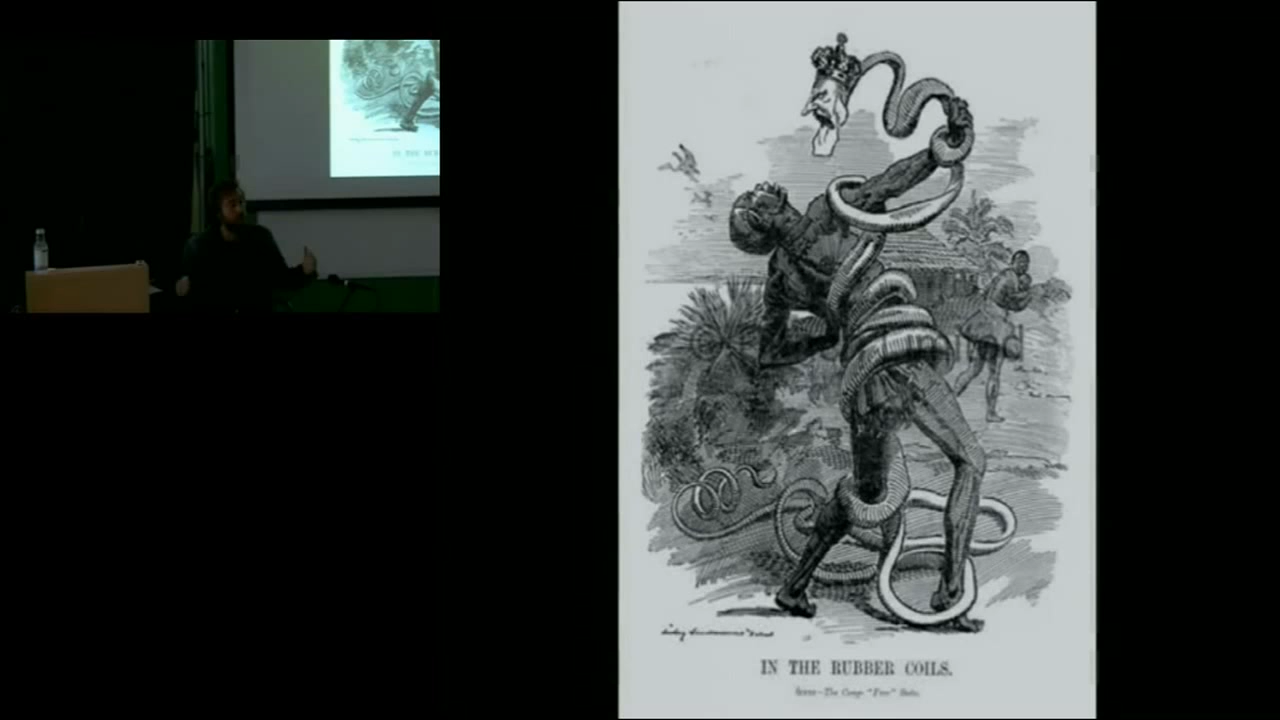 IN THE RUBBER COILS.
Scene—The Congo "Free" State.